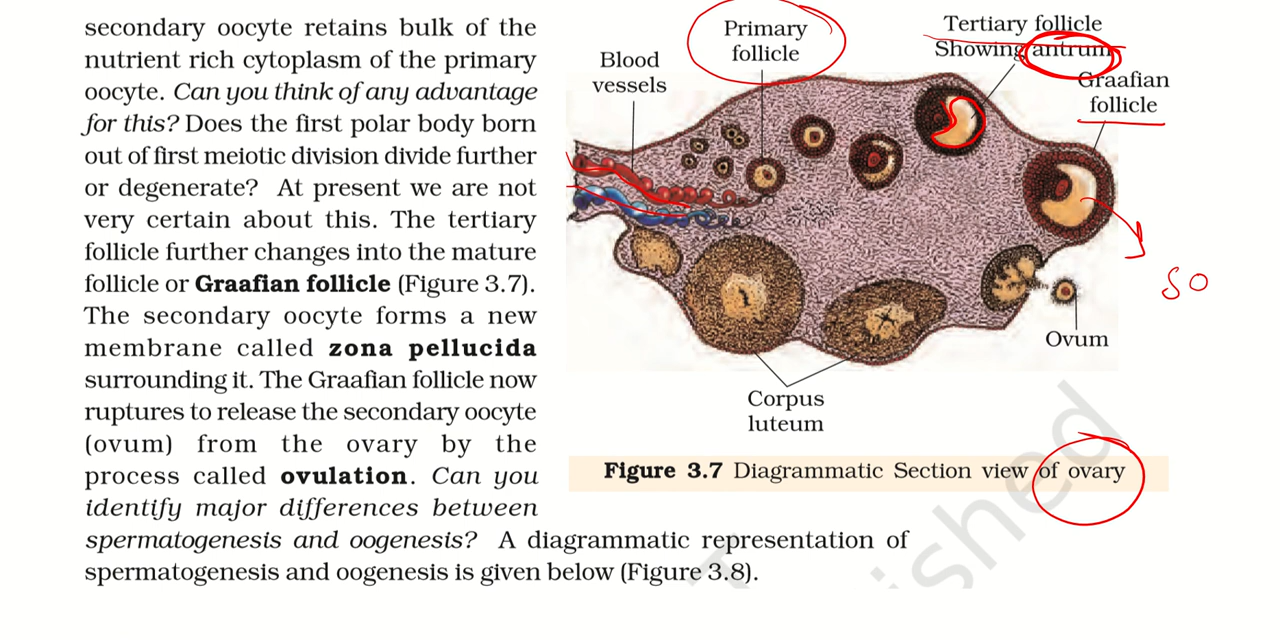 secondary oocyte retains bulk of the
nutrient rich cytoplasm of the primary
oocyte. Can you think of any advantage
for this? Does the first polar body born
out of first meiotic division divide further
or degenerate? At present we are not
very certain about this. The tertiary
follicle further changes into the mature
follicle or Graafian follicle (Figure 3.7).
The secondary oocyte forms a new
membrane called zona pellucida
surrounding it. The Graafian follicle now
ruptures to release the secondary oocyte
(ovum) from the ovary by the
process called ovulation. Can you
identify major differences between
spermatogenesis and oogenesis? A diagrammatic representation of
spermatogenesis and oogenesis is given below (Figure 3.8).
Blood
vessels
Primary
follicle
Tertiary follicle
Showing antrum
Graafian
follicle
SO
Ovum
Corpus
luteum
Figure 3.7 Diagrammatic Section view of ovary